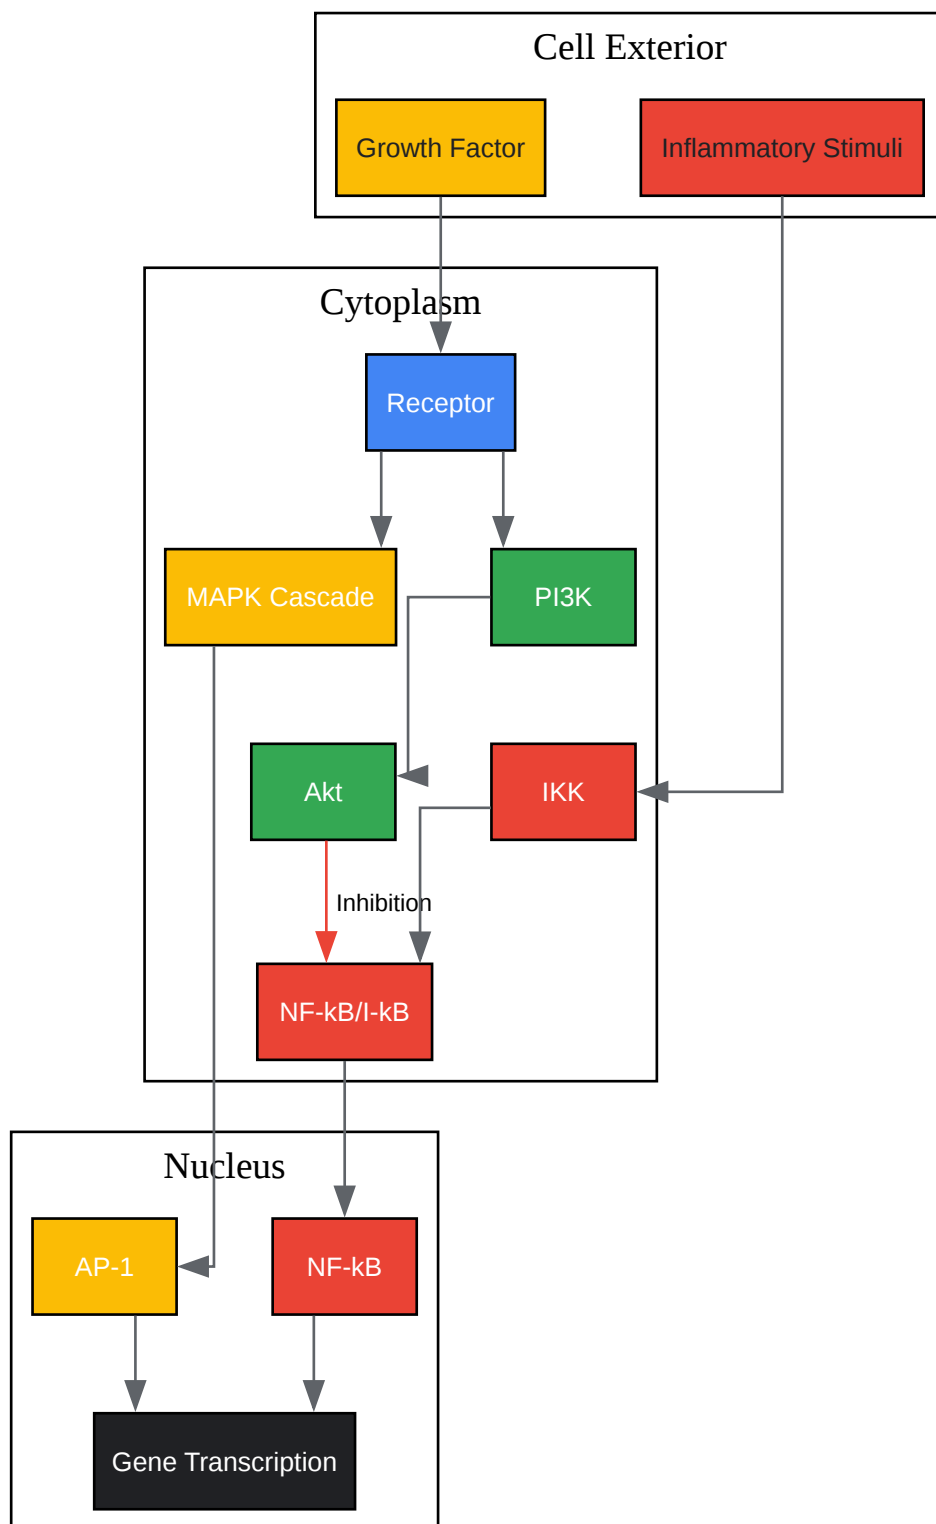 Cell Exterior
Growth Factor
Inflammatory Stimuli
Cytoplasm
Receptor
MAPK Cascade
PI3K
Akt
IKK
Inhibition
NF-kB/I-kB
Nucleus
AP-1
NF-kB
Gene Transcription